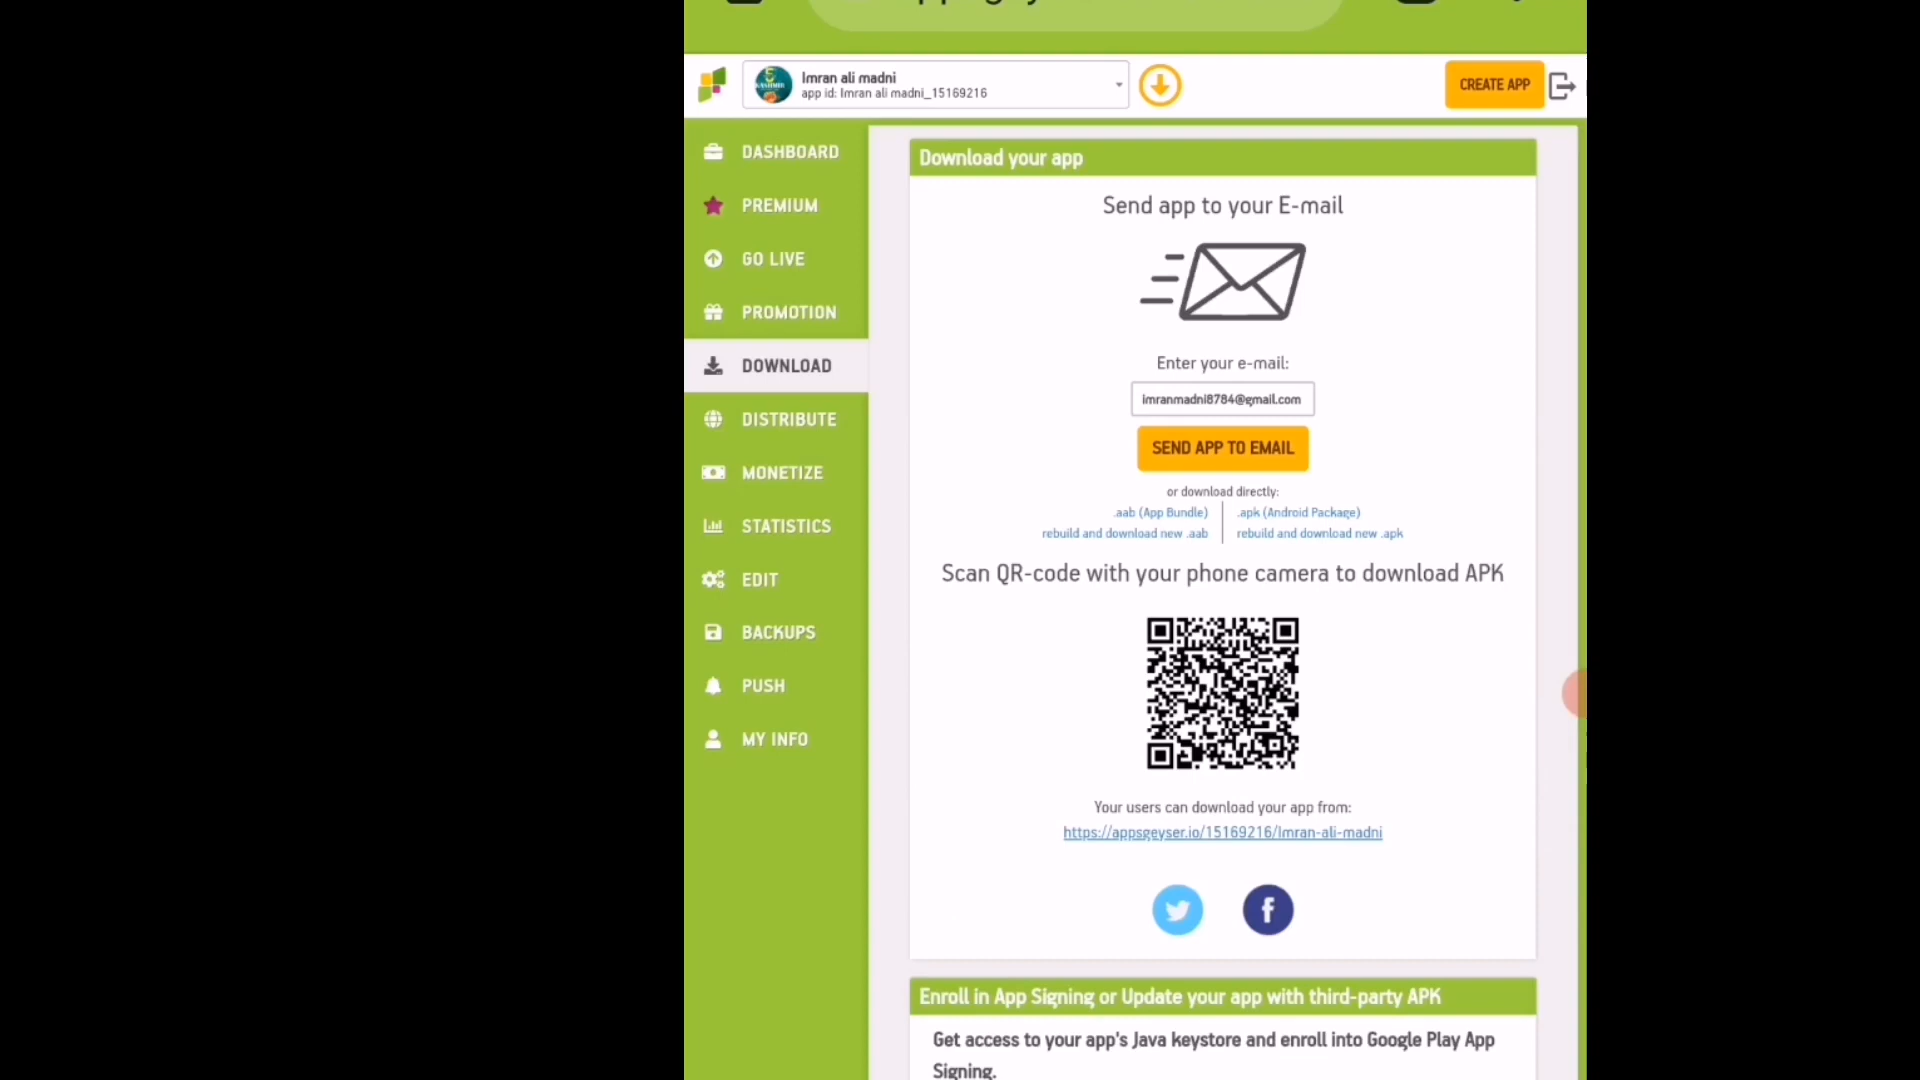 Imran ali madni
app id: Imran ali madni_15169216
CREATE APP
DASHBOARD
PREMIUM
GO LIVE
PROMOTION
DOWNLOAD
DISTRIBUTE
MONETIZE
STATISTICS
EDIT
BACKUPS
PUSH
MY INFO
Download your app
Send app to your E-mail
Enter your e-mail:
imranmadni8784@gmail.com
SEND APP TO EMAIL
or download directly:
.aab (App Bundle)
.apk (Android Package)
rebuild and download new .aab
rebuild and download new .apk
Scan QR-code with your phone camera to download APK
Your users can download your app from:
https://appsgeyser.io/15169216/Imran-ali-madni
Enroll in App Signing or Update your app with third-party APK
Get access to your app's Java keystore and enroll into Google Play App
Signing.